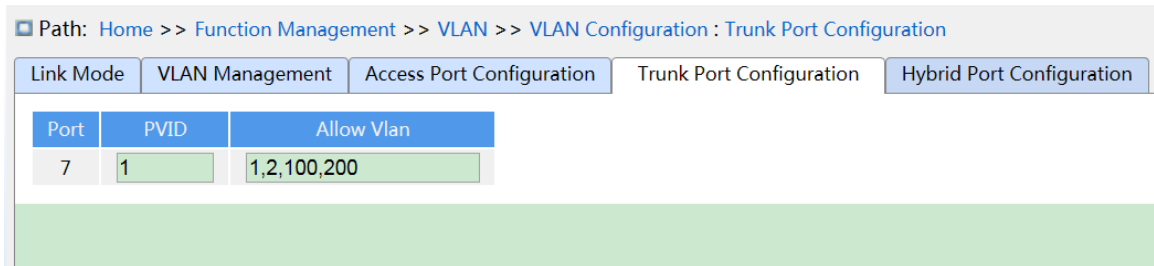 Path: Home >> Function Management >> VLAN >> VLAN Configuration : Trunk Port Configuration
Link Mode VLAN Management Access Port Configuration Trunk Port Configuration Hybrid Port Configuration
Port PVID Allow Vlan
7 1 1,2,100,200